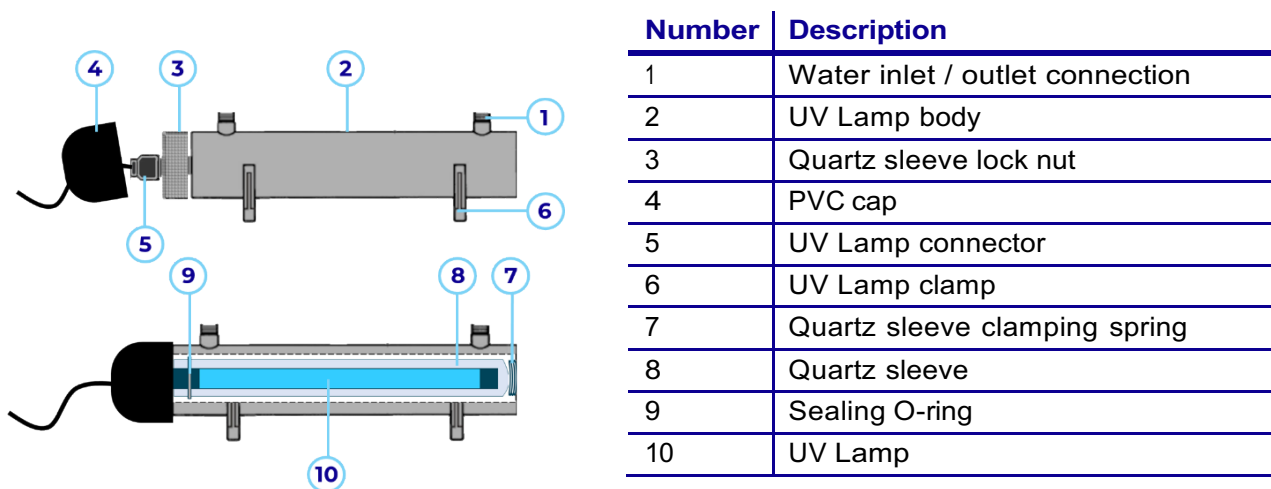 4
3
2
1
6
5
9
8
7
10
Number Description
1 Water inlet / outlet connection
2 UV Lamp body
3 Quartz sleeve lock nut
4 PVC cap
5 UV Lamp connector
6 UV Lamp clamp
7 Quartz sleeve clamping spring
8 Quartz sleeve
9 Sealing O-ring
10 UV Lamp